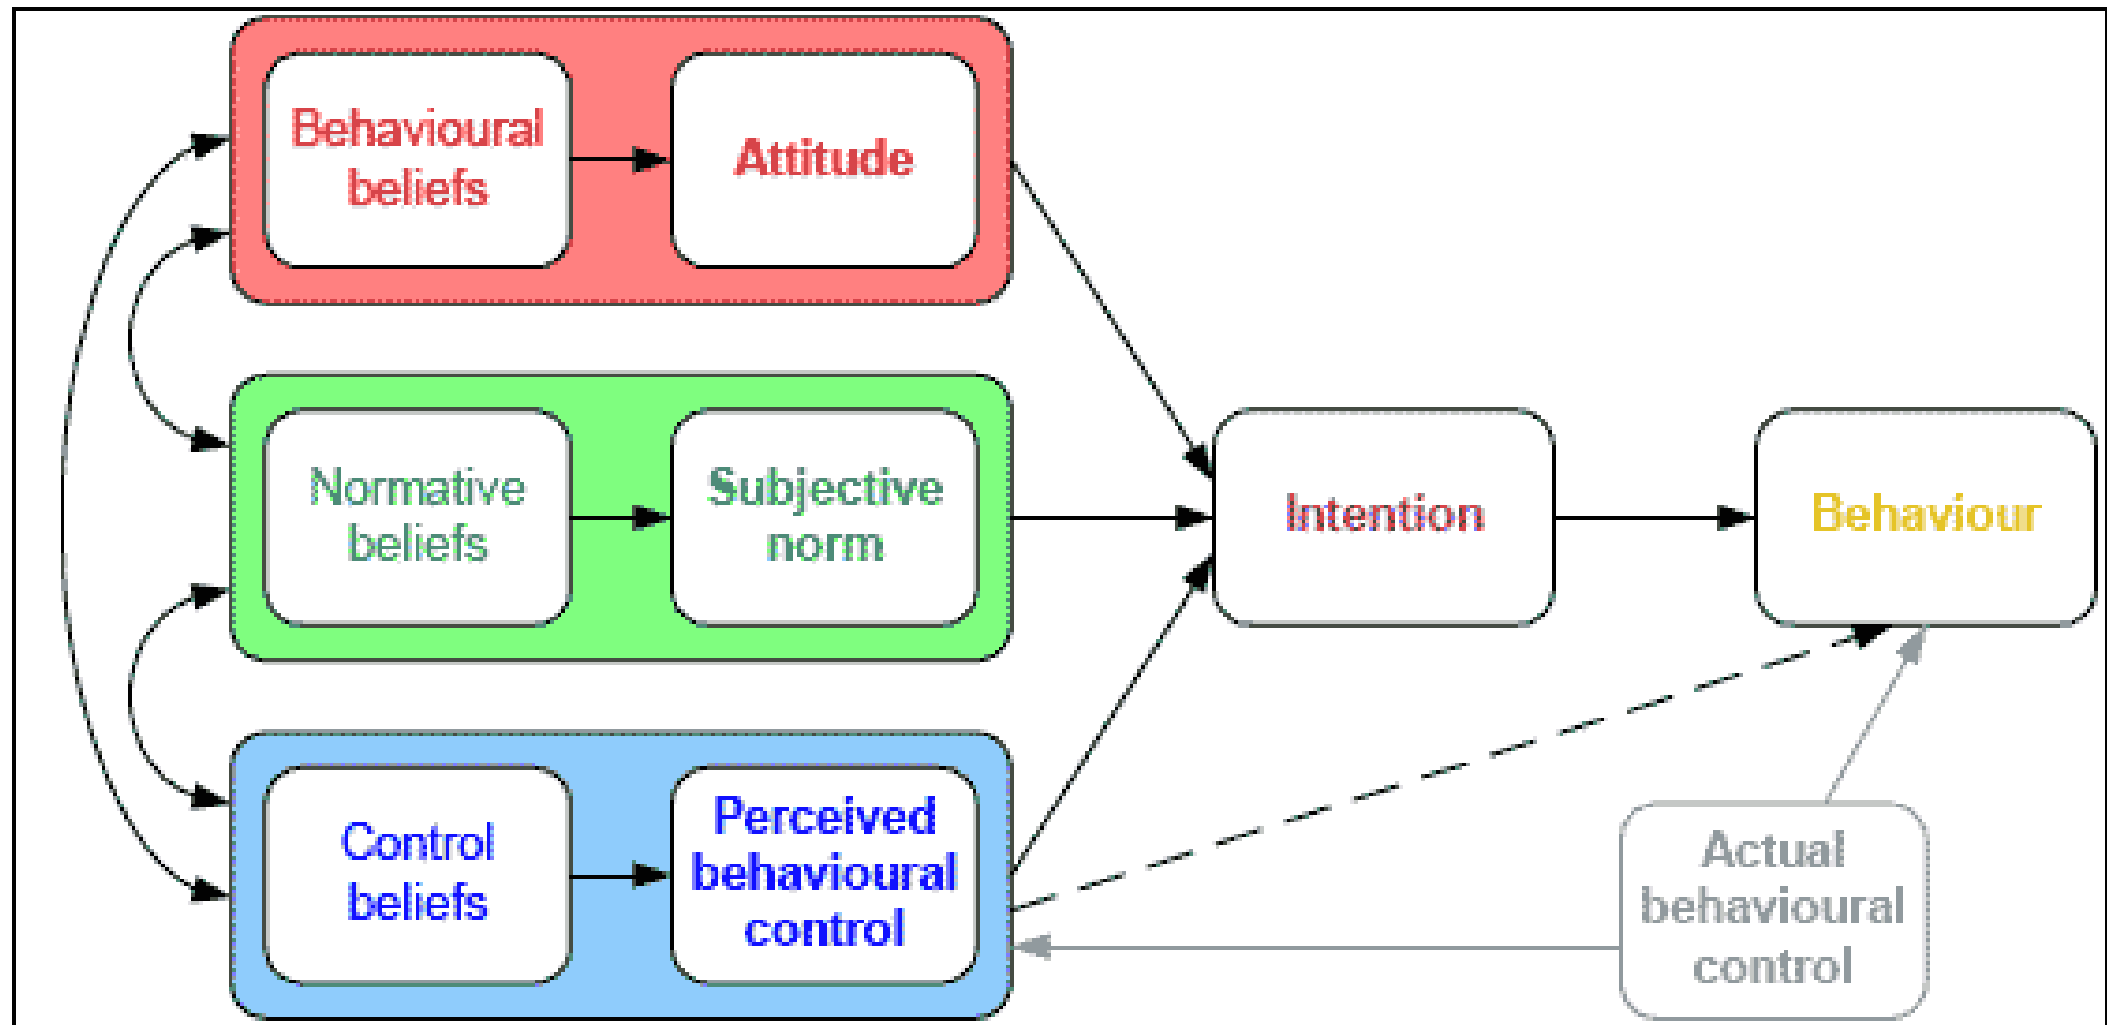 Behavioural
beliefs
Attitude
Normative
beliefs
Subjective
norm
Intention
Behaviour
Control
beliefs
Perceived
behavioural
control
Actual
behavioural
control